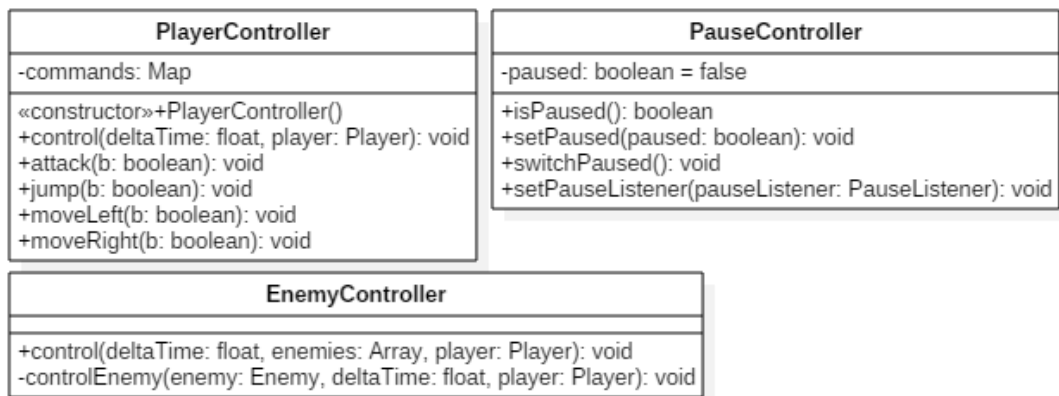 PlayerController
-commands: Map
«constructor»+PlayerController()
+control(deltaTime: float, player: Player): void
+attack(b: boolean): void
+jump(b: boolean): void
+moveLeft(b: boolean): void
+moveRight(b: boolean): void
PauseController
-paused: boolean = false
+isPaused(): boolean
+setPaused(paused: boolean): void
+switchPaused(): void
+setPauseListener(pauseListener: PauseListener): void
EnemyController
+control(deltaTime: float, enemies: Array, player: Player): void
-controlEnemy(enemy: Enemy, deltaTime: float, player: Player): void